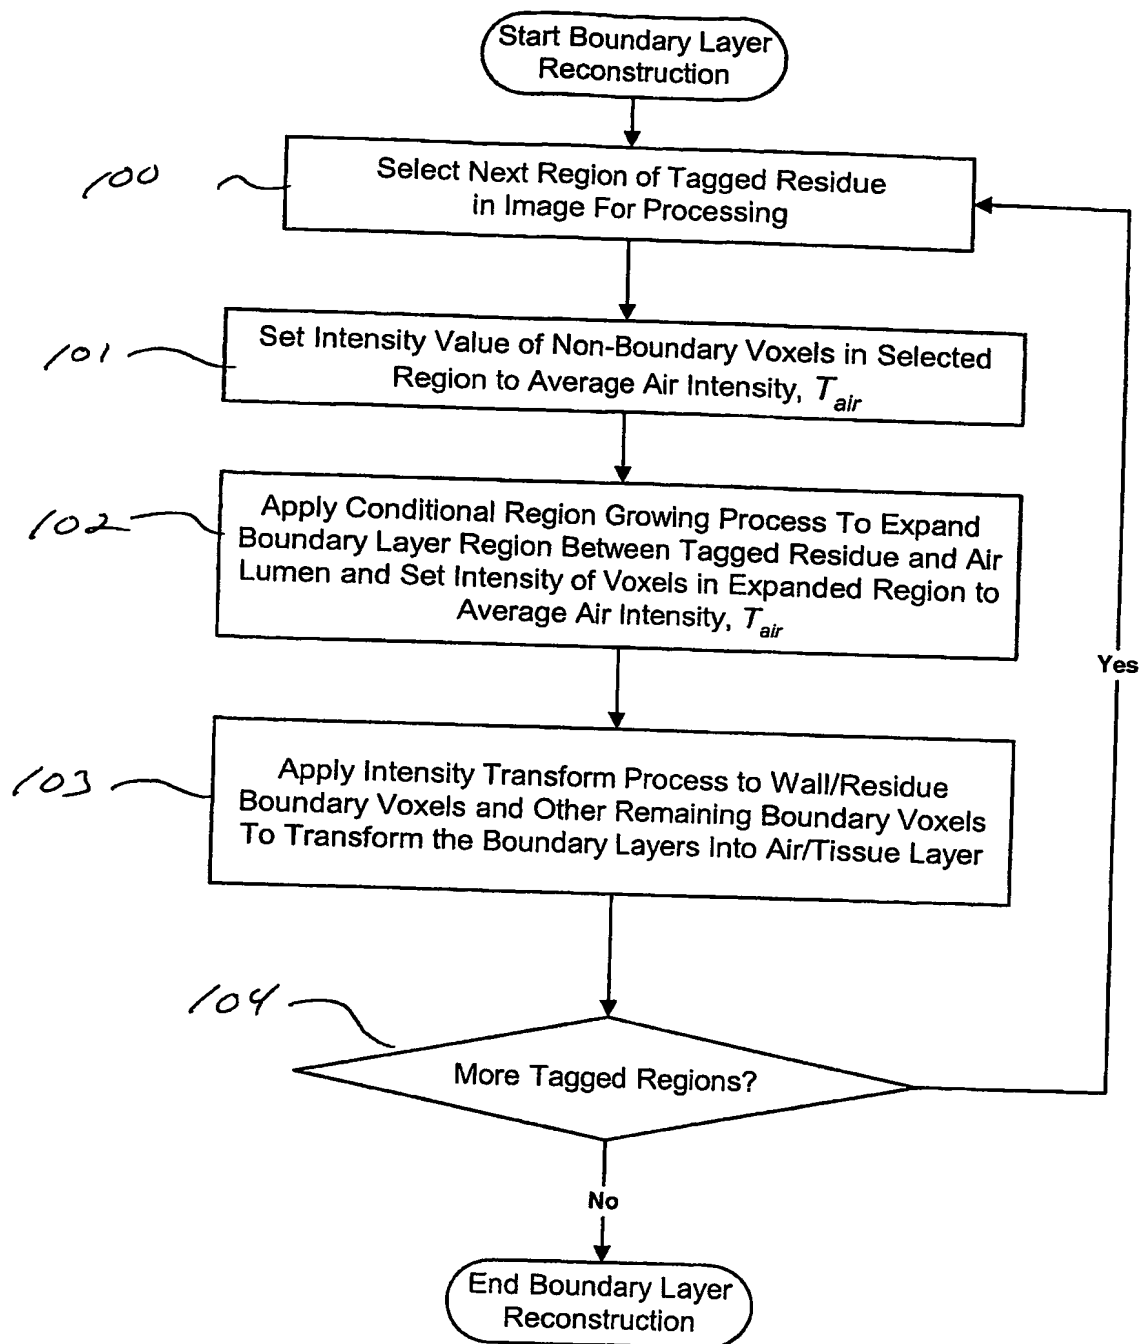 Start Boundary Layer
Reconstruction
100
Select Next Region of Tagged Residue
in Image For Processing
101
Set Intensity Value of Non-Boundary Voxels in Selected
Region to Average Air Intensity, T_air
102
Apply Conditional Region Growing Process To Expand
Boundary Layer Region Between Tagged Residue and Air
Lumen and Set Intensity of Voxels in Expanded Region to
Average Air Intensity, T_air
Yes
103
Apply Intensity Transform Process to Wall/Residue
Boundary Voxels and Other Remaining Boundary Voxels
To Transform the Boundary Layers Into Air/Tissue Layer
104
More Tagged Regions?
No
End Boundary Layer
Reconstruction